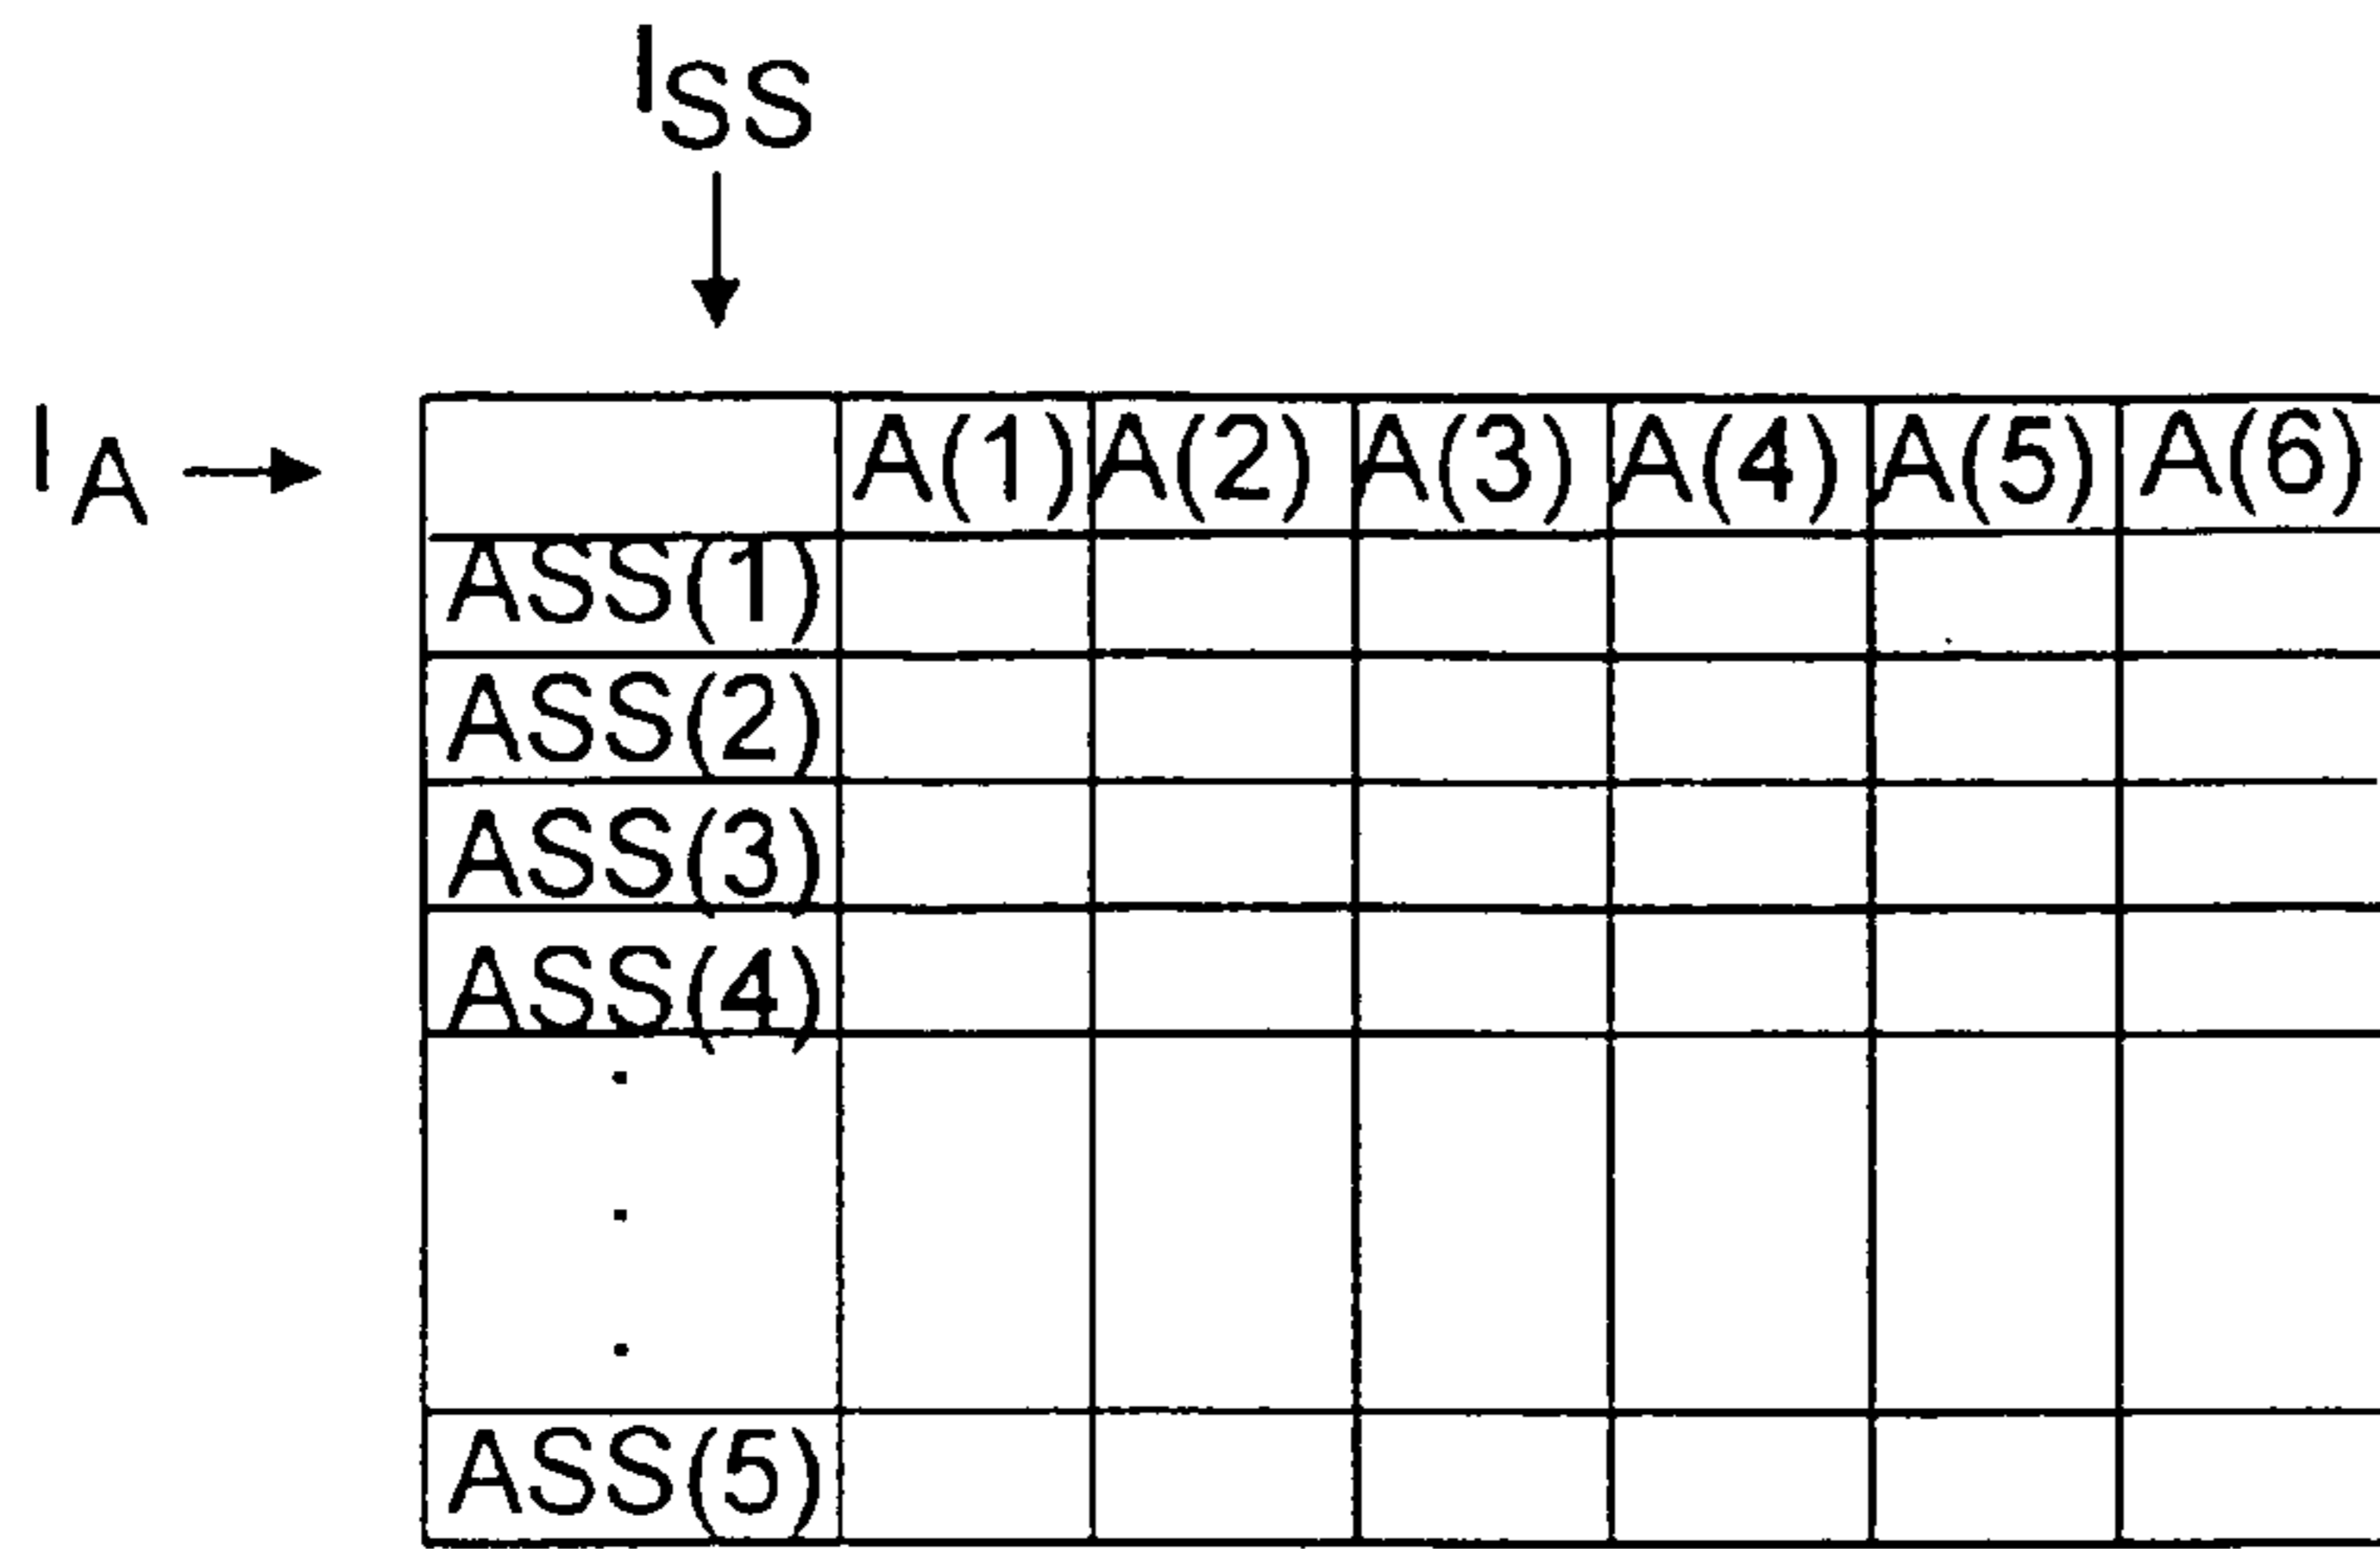 ISS
IA
A(1) A(2) A(3) A(4) A(5) A(6)
ASS(1)
ASS(2)
ASS(3)
ASS(4)
ASS(5)